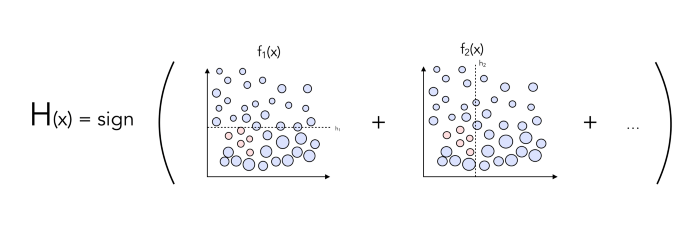 f₁(x)
f₂(x)
h₂
H(x) = sign ( + + ... )
h₁